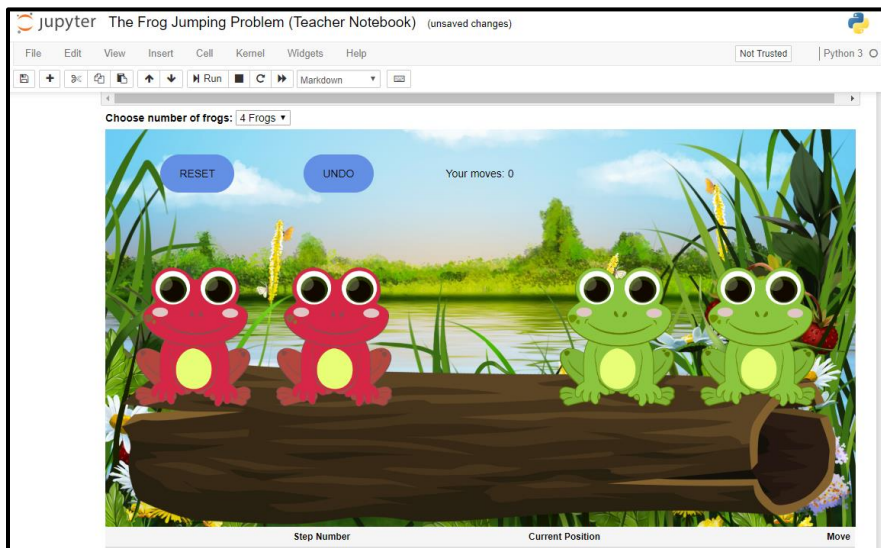 jupyter The Frog Jumping Problem (Teacher Notebook) (unsaved changes)
File Edit View Insert Cell Kernel Widgets Help Not Trusted Python 3
Run Markdown
Choose number of frogs: 4 Frogs
RESET UNDO Your moves: 0
Step Number Current Position Move